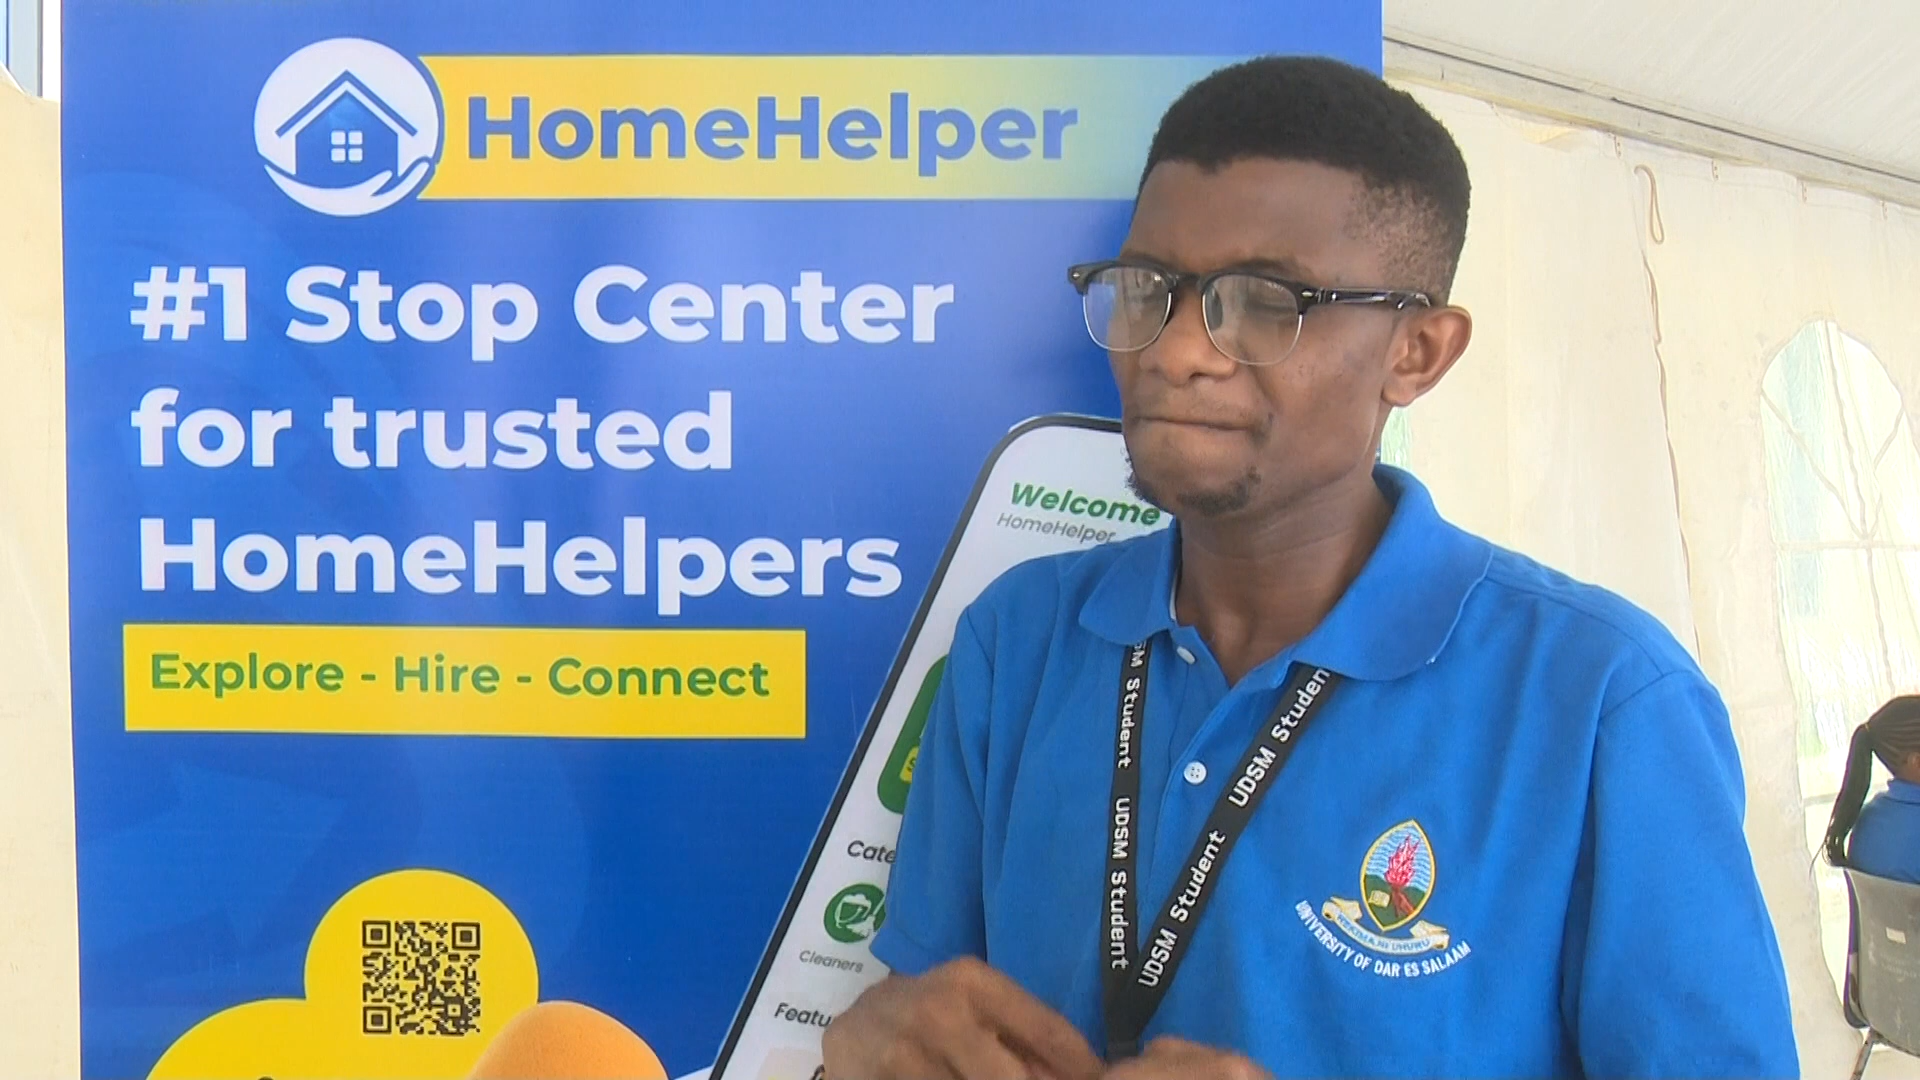 HomeHelper
#1 Stop Center
for trusted
HomeHelpers
Explore - Hire - Connect
Welcome
HomeHelper
Cleaners
UDSM Student
UDSM Student
UDSM Student
UNIVERSITY OF DAR ES SALAAM